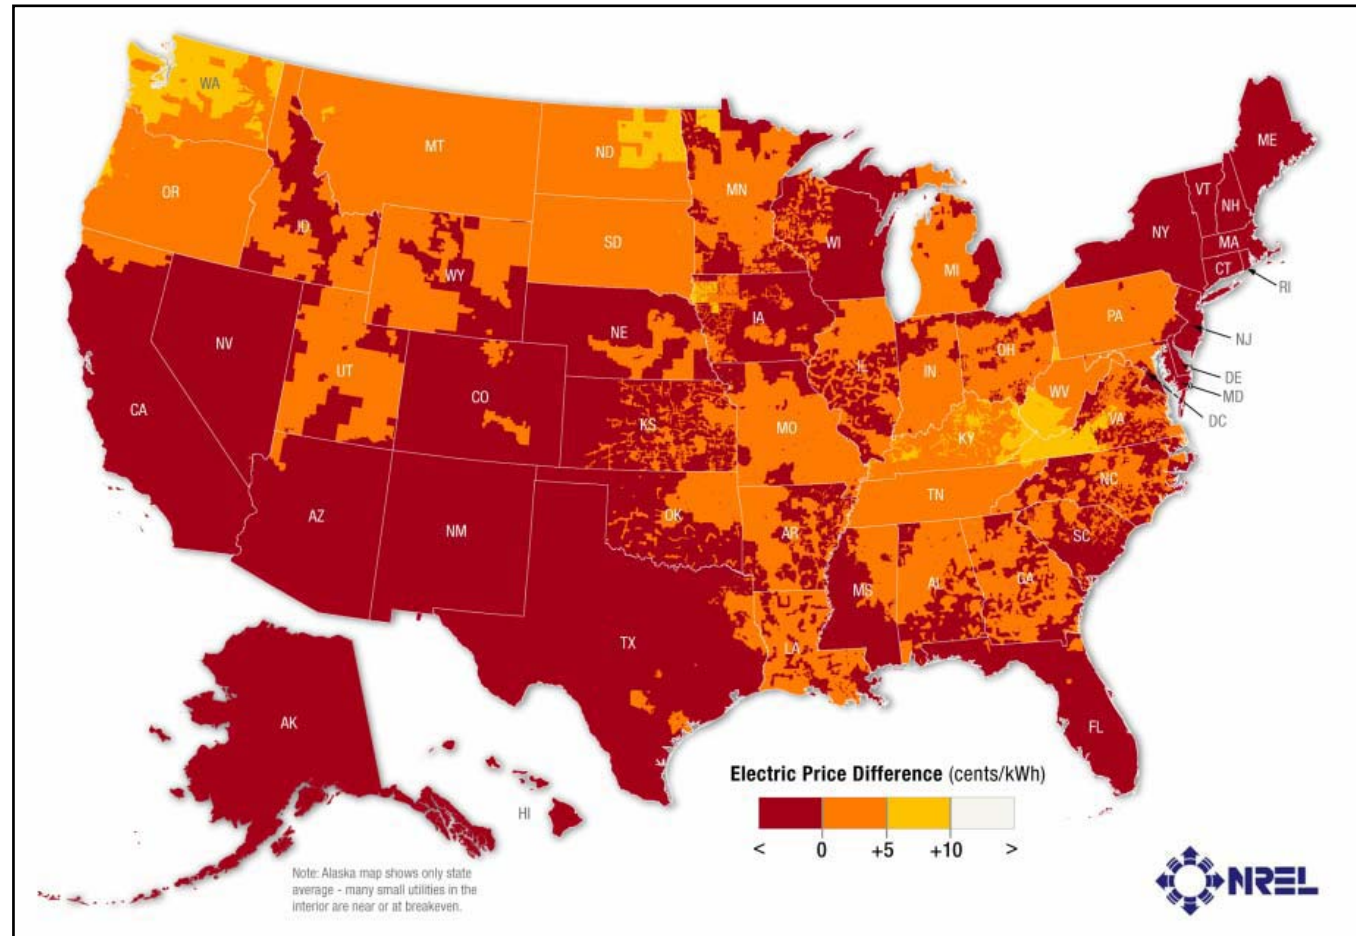 WA
MT
ND
MN
ME
VT
NH
OR
ID
SD
WI
NY
MA
CT
RI
WY
MI
NE
IA
PA
NJ
NV
UT
CO
IL
IN
OH
DE
MD
DC
CA
KS
MO
WV
VA
KY
AZ
NM
OK
AR
TN
NC
SC
MS
AL
GA
TX
LA
FL
AK
HI
Electric Price Difference (cents/kWh)
< 0 +5 +10 >
Note: Alaska map shows only state
average - many small utilities in the
interior are near or at breakeven.
NREL